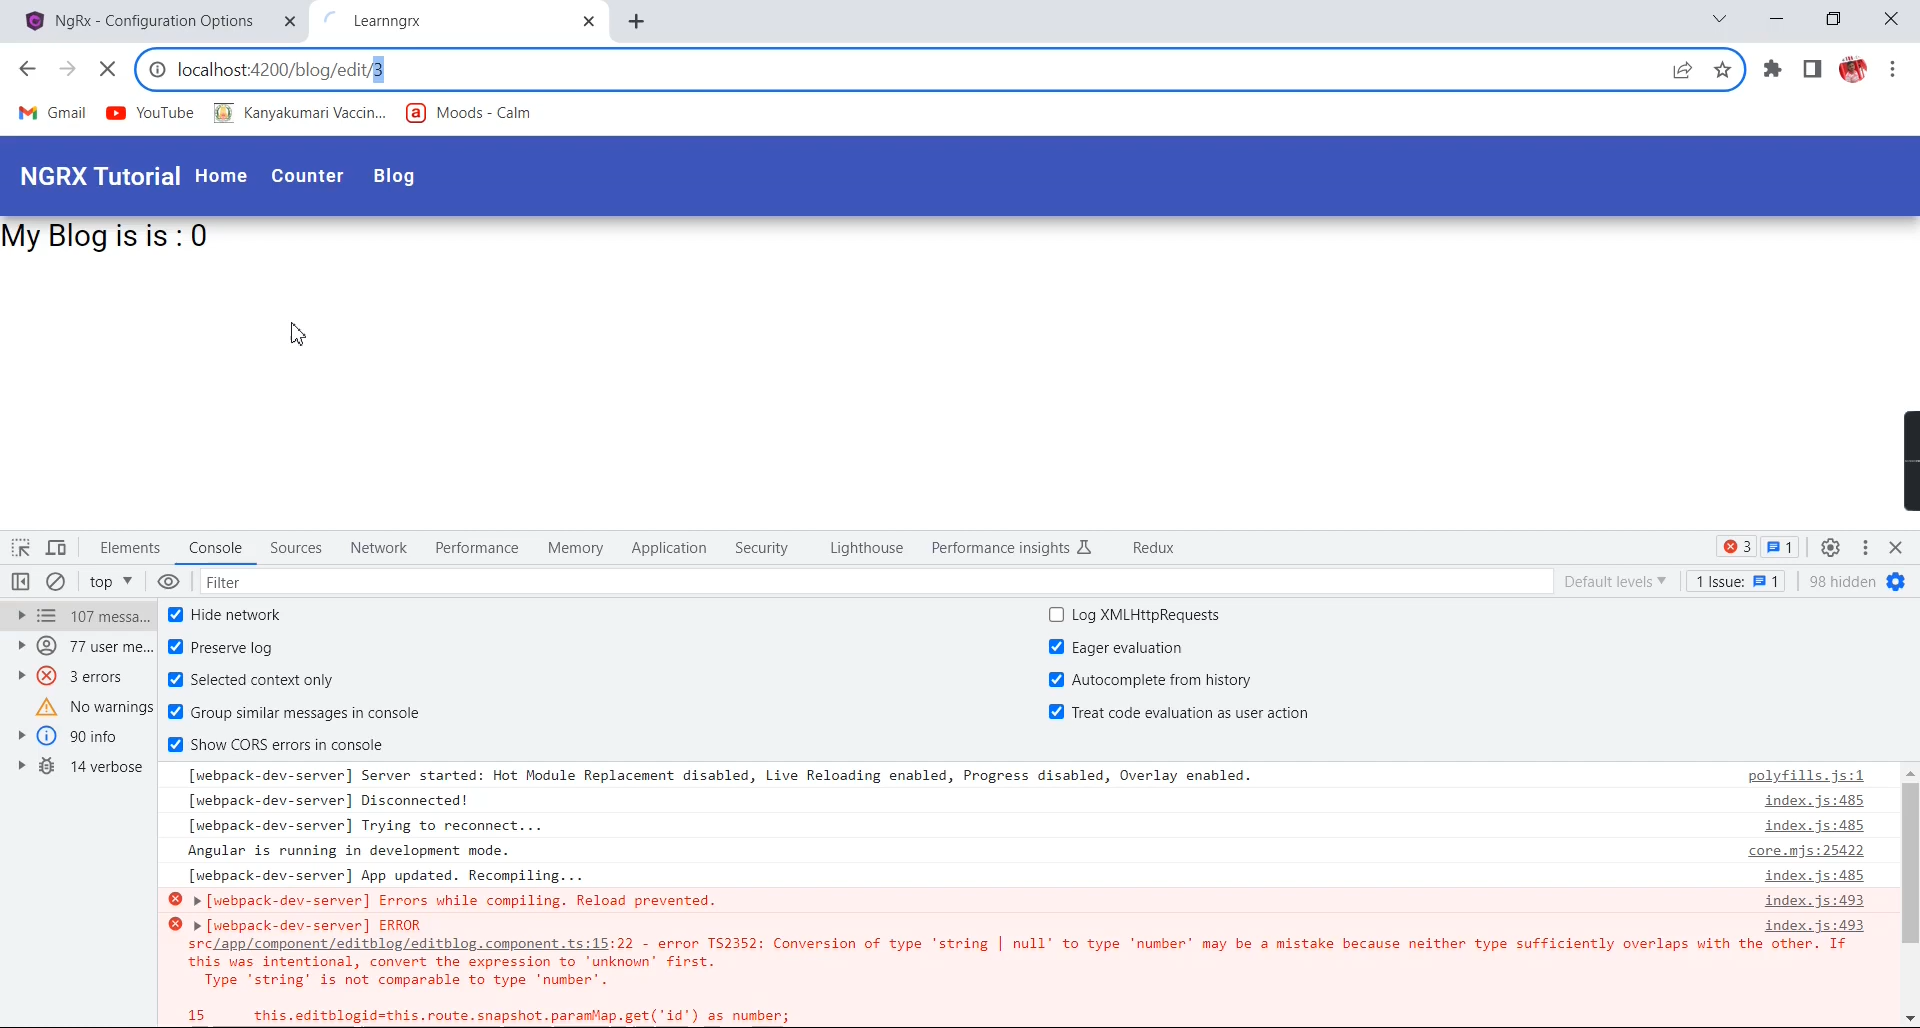 NgRx - Configuration Options
Learnngrx
localhost:4200/blog/edit/3
Gmail
YouTube
Kanyakumari Vaccin...
Moods - Calm
NGRX Tutorial Home Counter Blog
My Blog is is : 0
Elements Console Sources Network Performance Memory Application Security Lighthouse Performance insights Redux 3 1
top Filter Default levels 1 Issue: 1 98 hidden
107 messa...
77 user me...
3 errors
No warnings
90 info
14 verbose
Hide network
Log XMLHttpRequests
Preserve log
Eager evaluation
Selected context only
Autocomplete from history
Group similar messages in console
Treat code evaluation as user action
Show CORS errors in console
[webpack-dev-server] Server started: Hot Module Replacement disabled, Live Reloading enabled, Progress disabled, Overlay enabled. polyfills.js:1
[webpack-dev-server] Disconnected! index.js:485
[webpack-dev-server] Trying to reconnect... index.js:485
Angular is running in development mode. core.mjs:25422
[webpack-dev-server] App updated. Recompiling... index.js:485
[webpack-dev-server] Errors while compiling. Reload prevented. index.js:493
[webpack-dev-server] ERROR index.js:493
src/app/component/editblog/editblog.component.ts:15:22 - error TS2352: Conversion of type 'string | null' to type 'number' may be a mistake because neither type sufficiently overlaps with the other. If
this was intentional, convert the expression to 'unknown' first.
Type 'string' is not comparable to type 'number'.
15 this.editblogid=this.route.snapshot.paramMap.get('id') as number;